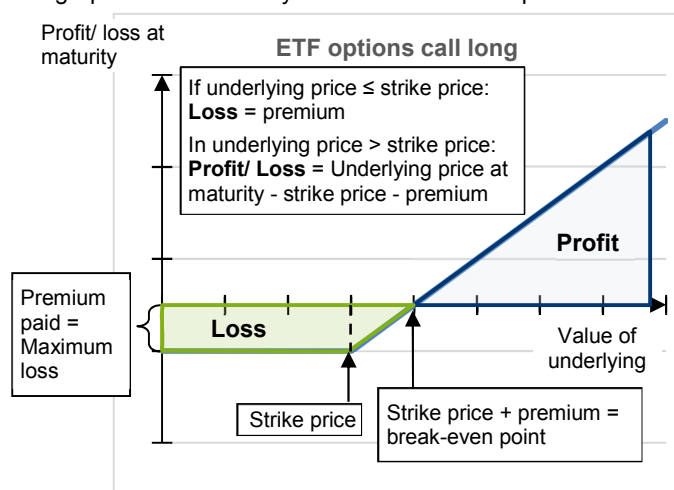 Profit/ loss at
maturity
ETF options call long
If underlying price ≤ strike price:
Loss = premium
In underlying price > strike price:
Profit/ Loss = Underlying price at
maturity - strike price - premium
Profit
Premium
paid =
Maximum
loss
Loss
Value of
underlying
Strike price
Strike price + premium =
break-even point